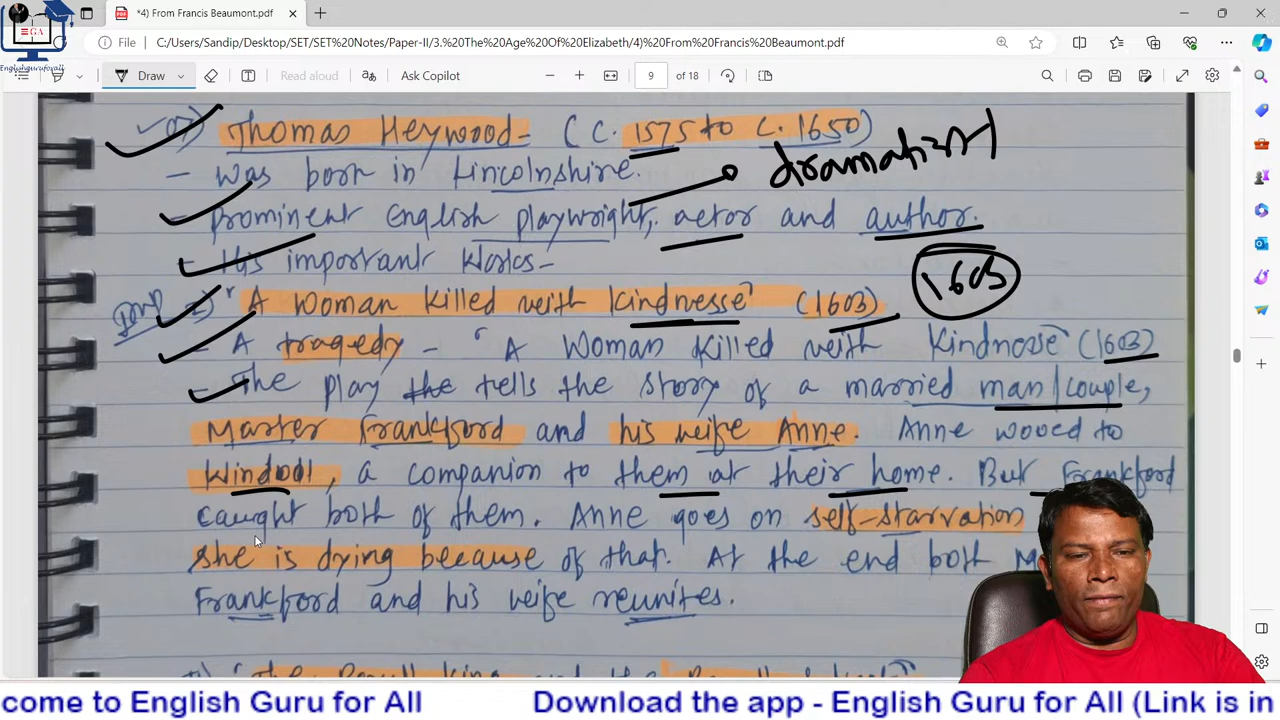 *4) From Francis Beaumont.pdf
File
C:/Users/Sandip/Desktop/SET/SET%20Notes/Paper-II/3.%20The%20Age%20Of%20Elizabeth/4)%20From%20Francis%20Beaumont.pdf
EGA
Englishguruforall
Draw
Read aloud
Ask Copilot
9 of 18
Thomas Heywood - (C. 1575 to C. 1650)
dramatist
- was born in Lincolnshire.
- prominent English playwright, actor and author.
- His important Works -
1603
Imp I) "A Woman Killed with Kindnesse" (1603)
- A tragedy - "A Woman Killed with Kindnesse" (1603)
- The play the tells the story of a married man/couple,
Master Frankford and his wife Anne. Anne wooed to
Windoll, a companion to them at their home. But Frankford
caught both of them. Anne goes on self-starvation
she is dying because of that. At the end both
Frankford and his wife reunites.
come to English Guru for All
Download the app - English Guru for All (Link is in